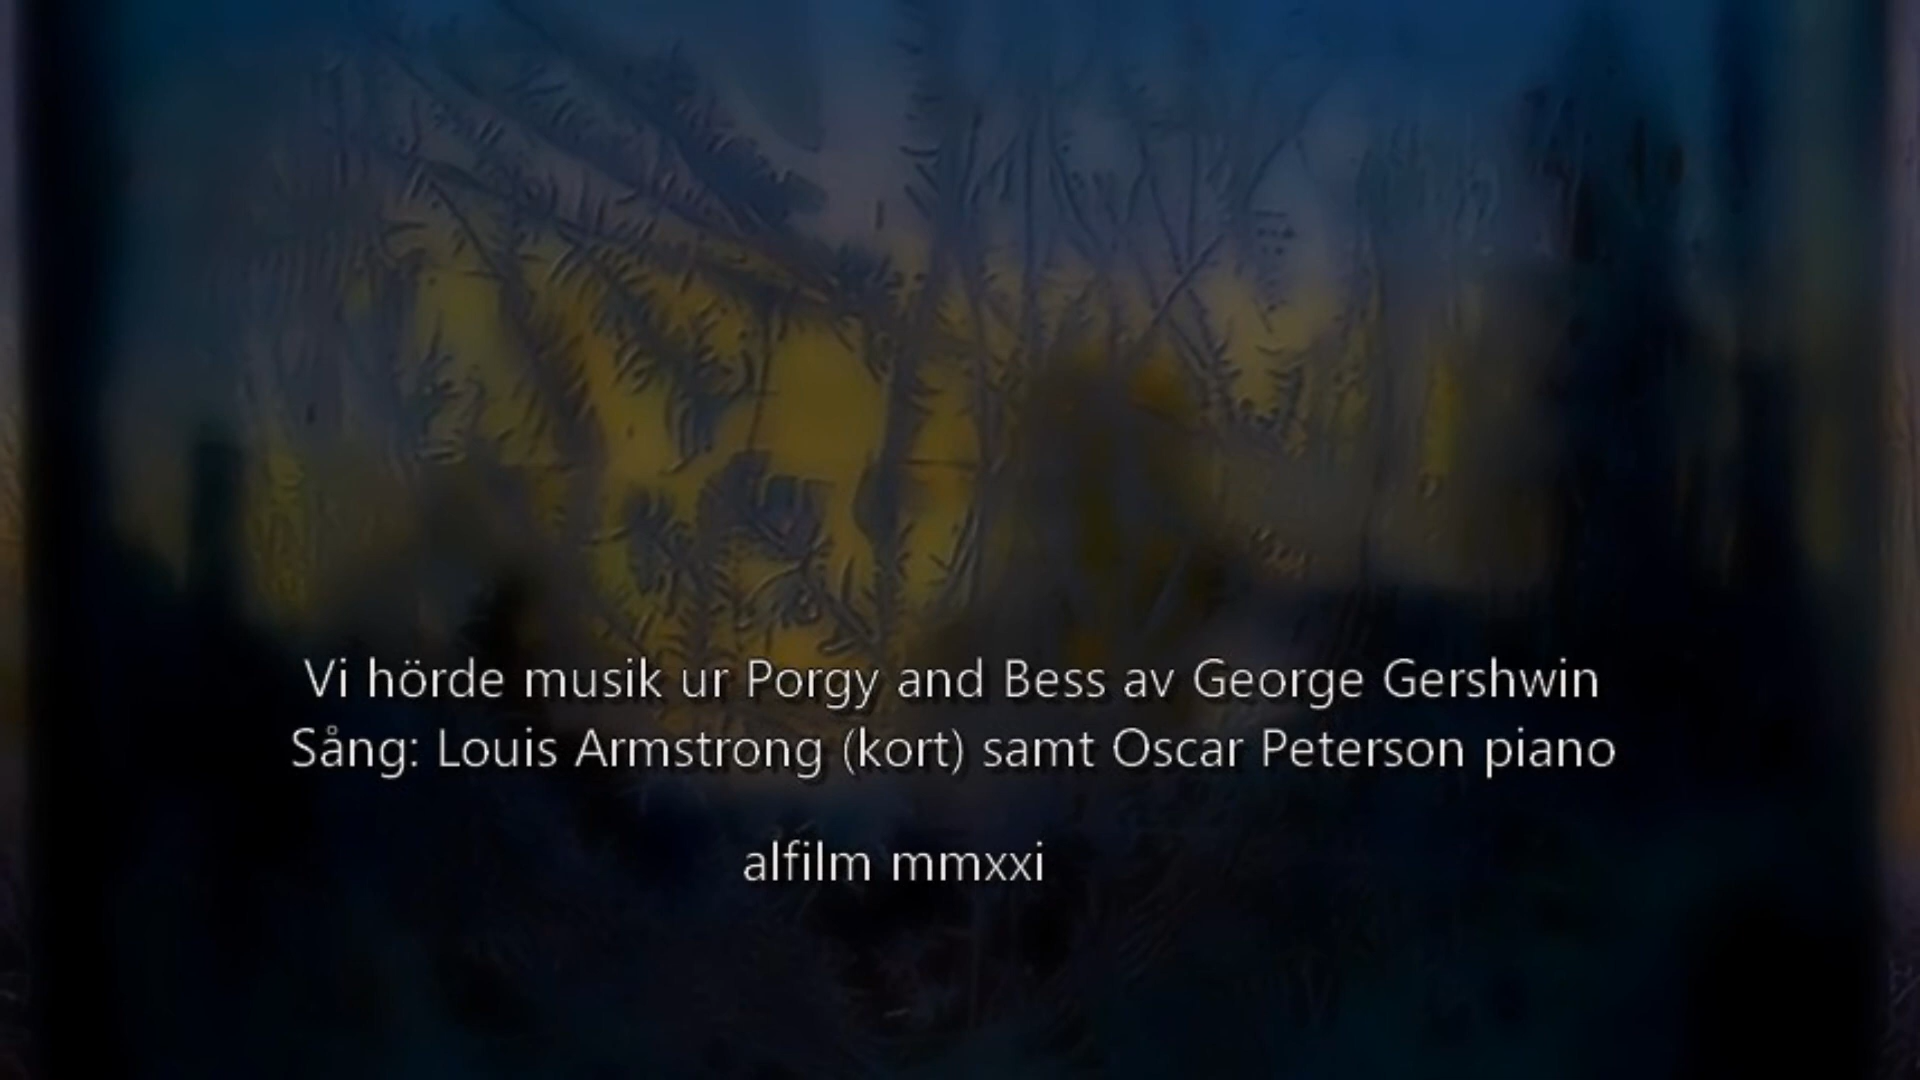 Vi hörde musik ur Porgy and Bess av George Gershwin
Sång: Louis Armstrong (kort) samt Oscar Peterson piano
alfilm mmxxi